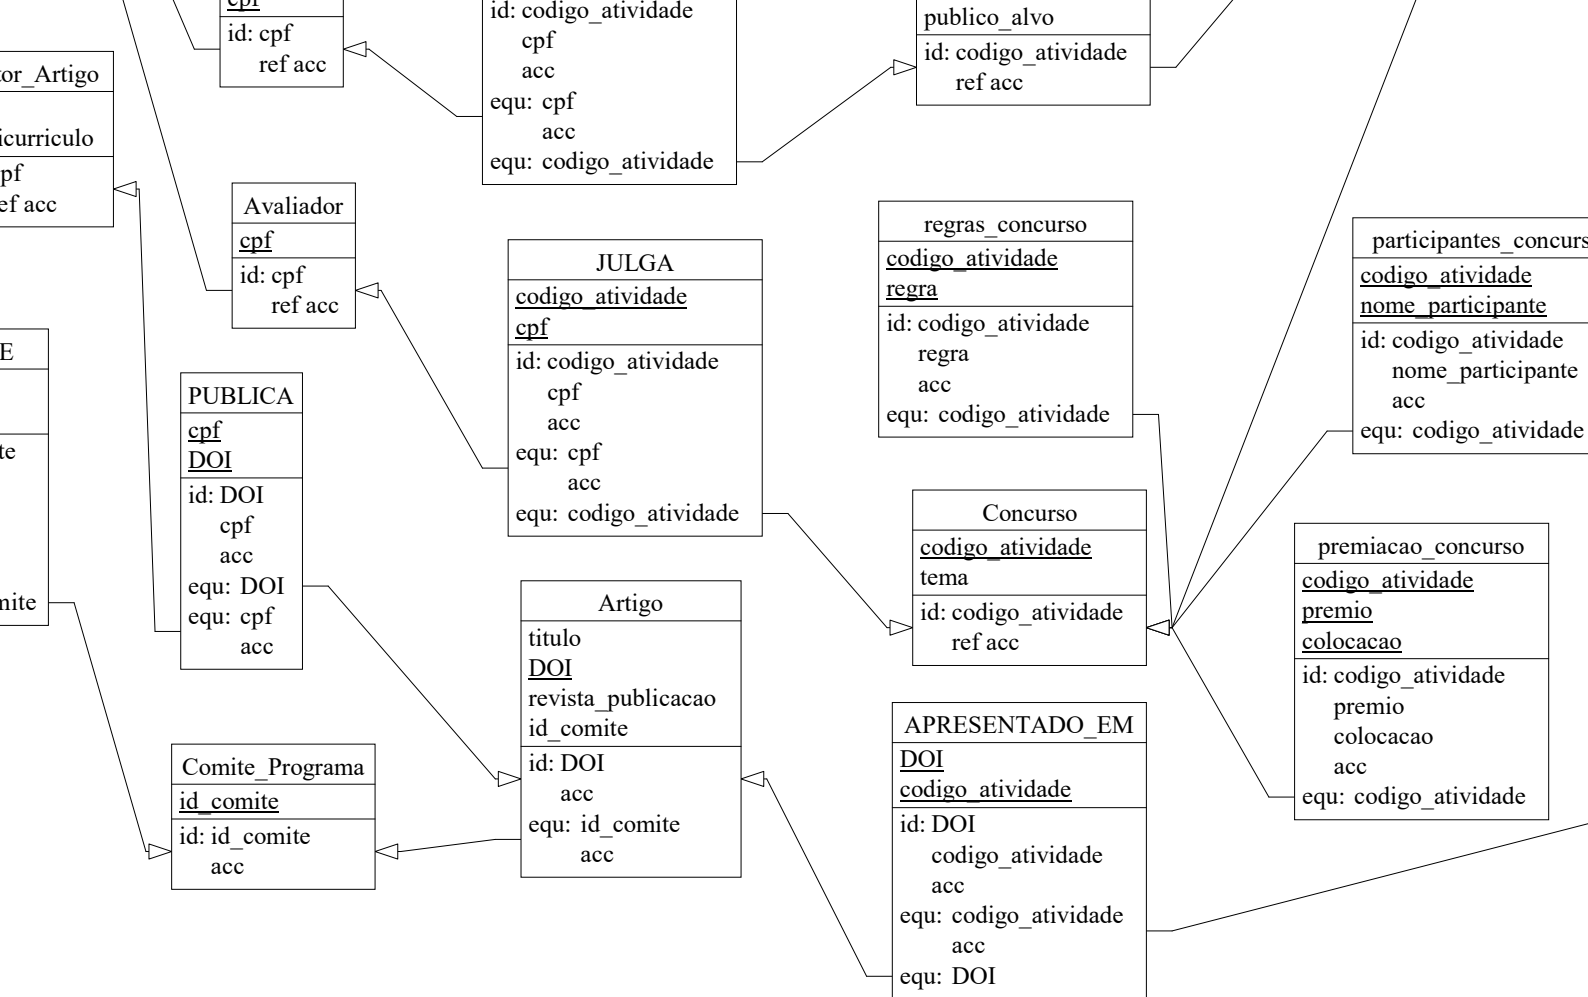 cpf
id: cpf
ref acc
id: codigo_atividade
cpf
acc
equ: cpf
acc
equ: codigo_atividade
publico_alvo
id: codigo_atividade
ref acc
tor_Artigo
icurriculo
pf
ef acc
Avaliador
cpf
id: cpf
ref acc
JULGA
codigo_atividade
cpf
id: codigo_atividade
cpf
acc
equ: cpf
acc
equ: codigo_atividade
regras_concurso
codigo_atividade
regra
id: codigo_atividade
regra
acc
equ: codigo_atividade
participantes_concurs
codigo_atividade
nome_participante
id: codigo_atividade
nome_participante
acc
equ: codigo_atividade
E
te
mite
PUBLICA
cpf
DOI
id: DOI
cpf
acc
equ: DOI
equ: cpf
acc
Concurso
codigo_atividade
tema
id: codigo_atividade
ref acc
premiacao_concurso
codigo_atividade
premio
colocacao
id: codigo_atividade
premio
colocacao
acc
equ: codigo_atividade
Artigo
titulo
DOI
revista_publicacao
id_comite
id: DOI
acc
equ: id_comite
acc
Comite_Programa
id_comite
id: id_comite
acc
APRESENTADO_EM
DOI
codigo_atividade
id: DOI
codigo_atividade
acc
equ: codigo_atividade
acc
equ: DOI